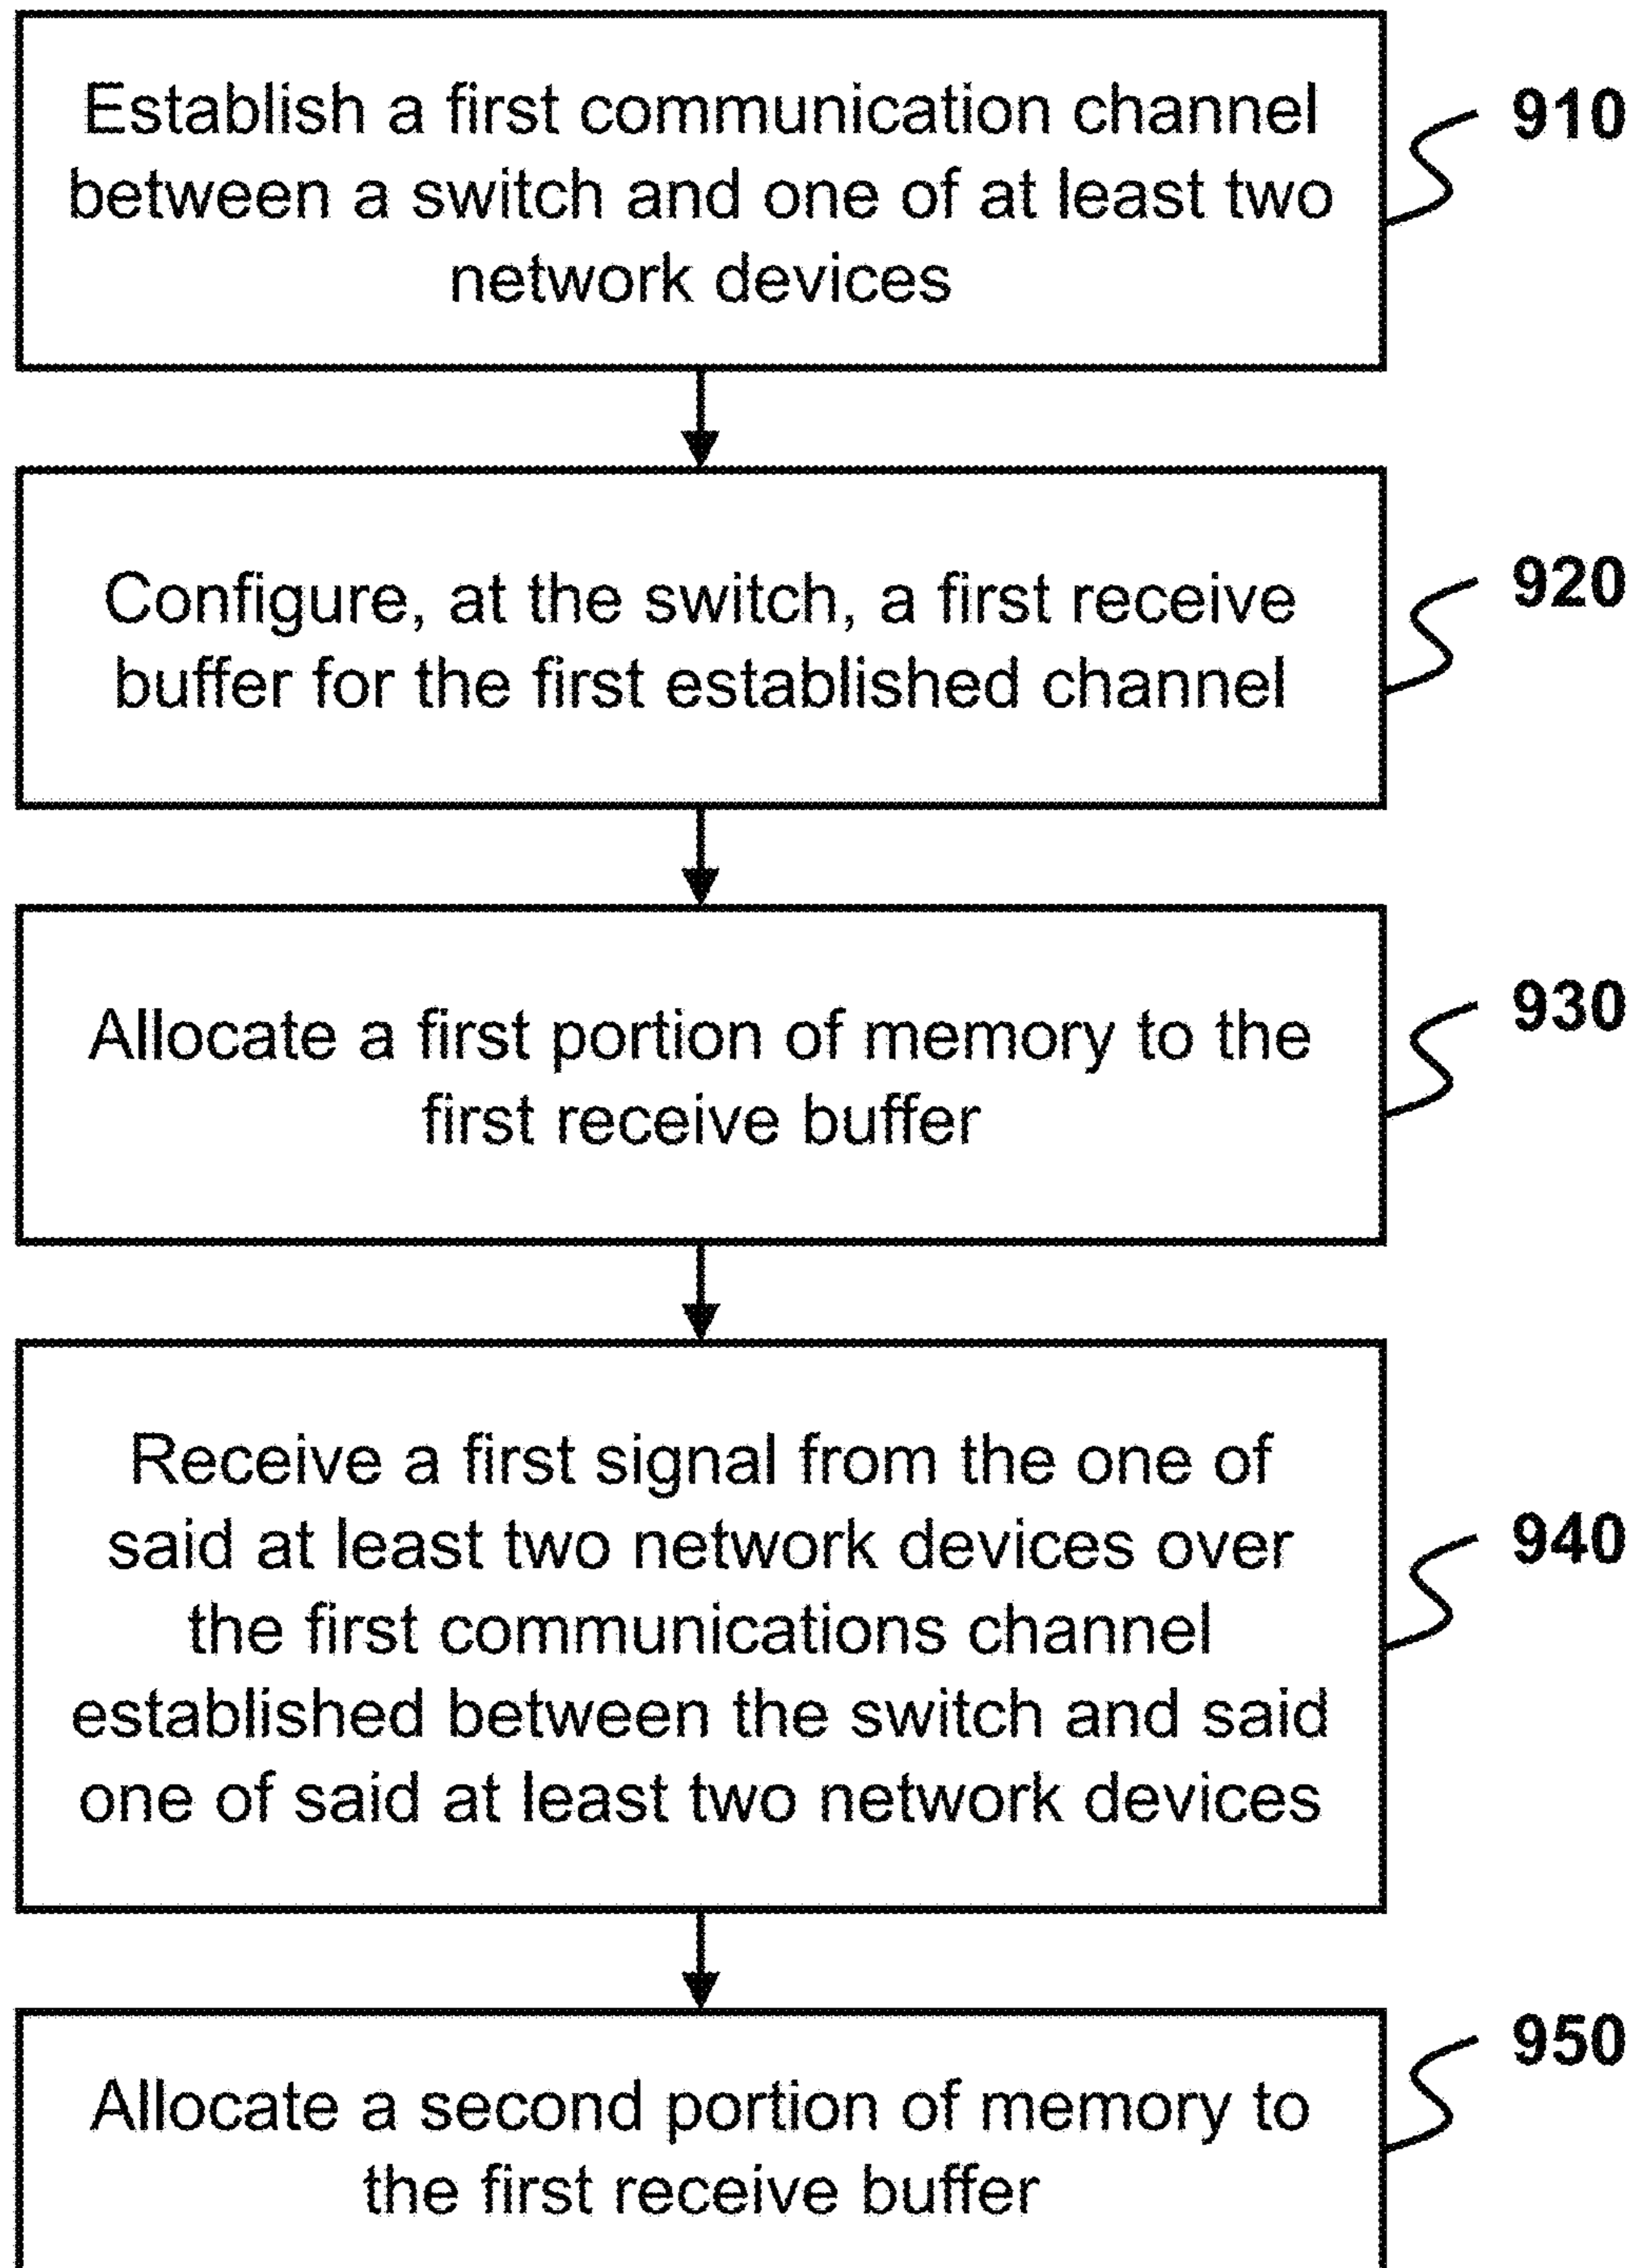 Establish a first communication channel
between a switch and one of at least two
network devices
910
Configure, at the switch, a first receive
buffer for the first established channel
920
Allocate a first portion of memory to the
first receive buffer
930
Receive a first signal from the one of
said at least two network devices over
the first communications channel
established between the switch and said
one of said at least two network devices
940
Allocate a second portion of memory to
the first receive buffer
950